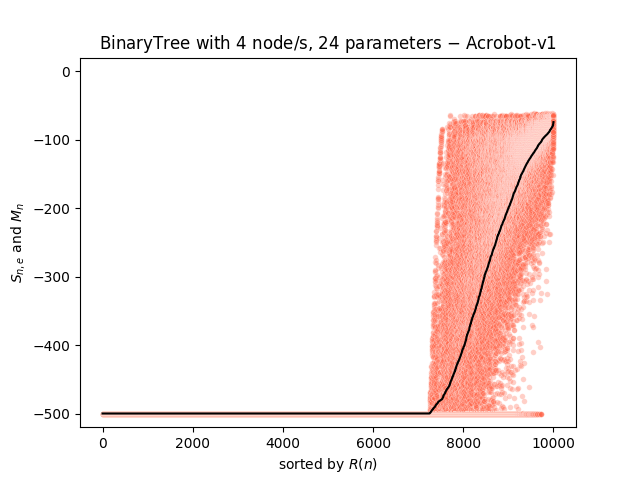 BinaryTree with 4 node/s, 24 parameters − Acrobot-v1
0
−100
−200
−300
−400
−500
S_{n,e} and M_n
0 2000 4000 6000 8000 10000
sorted by R(n)